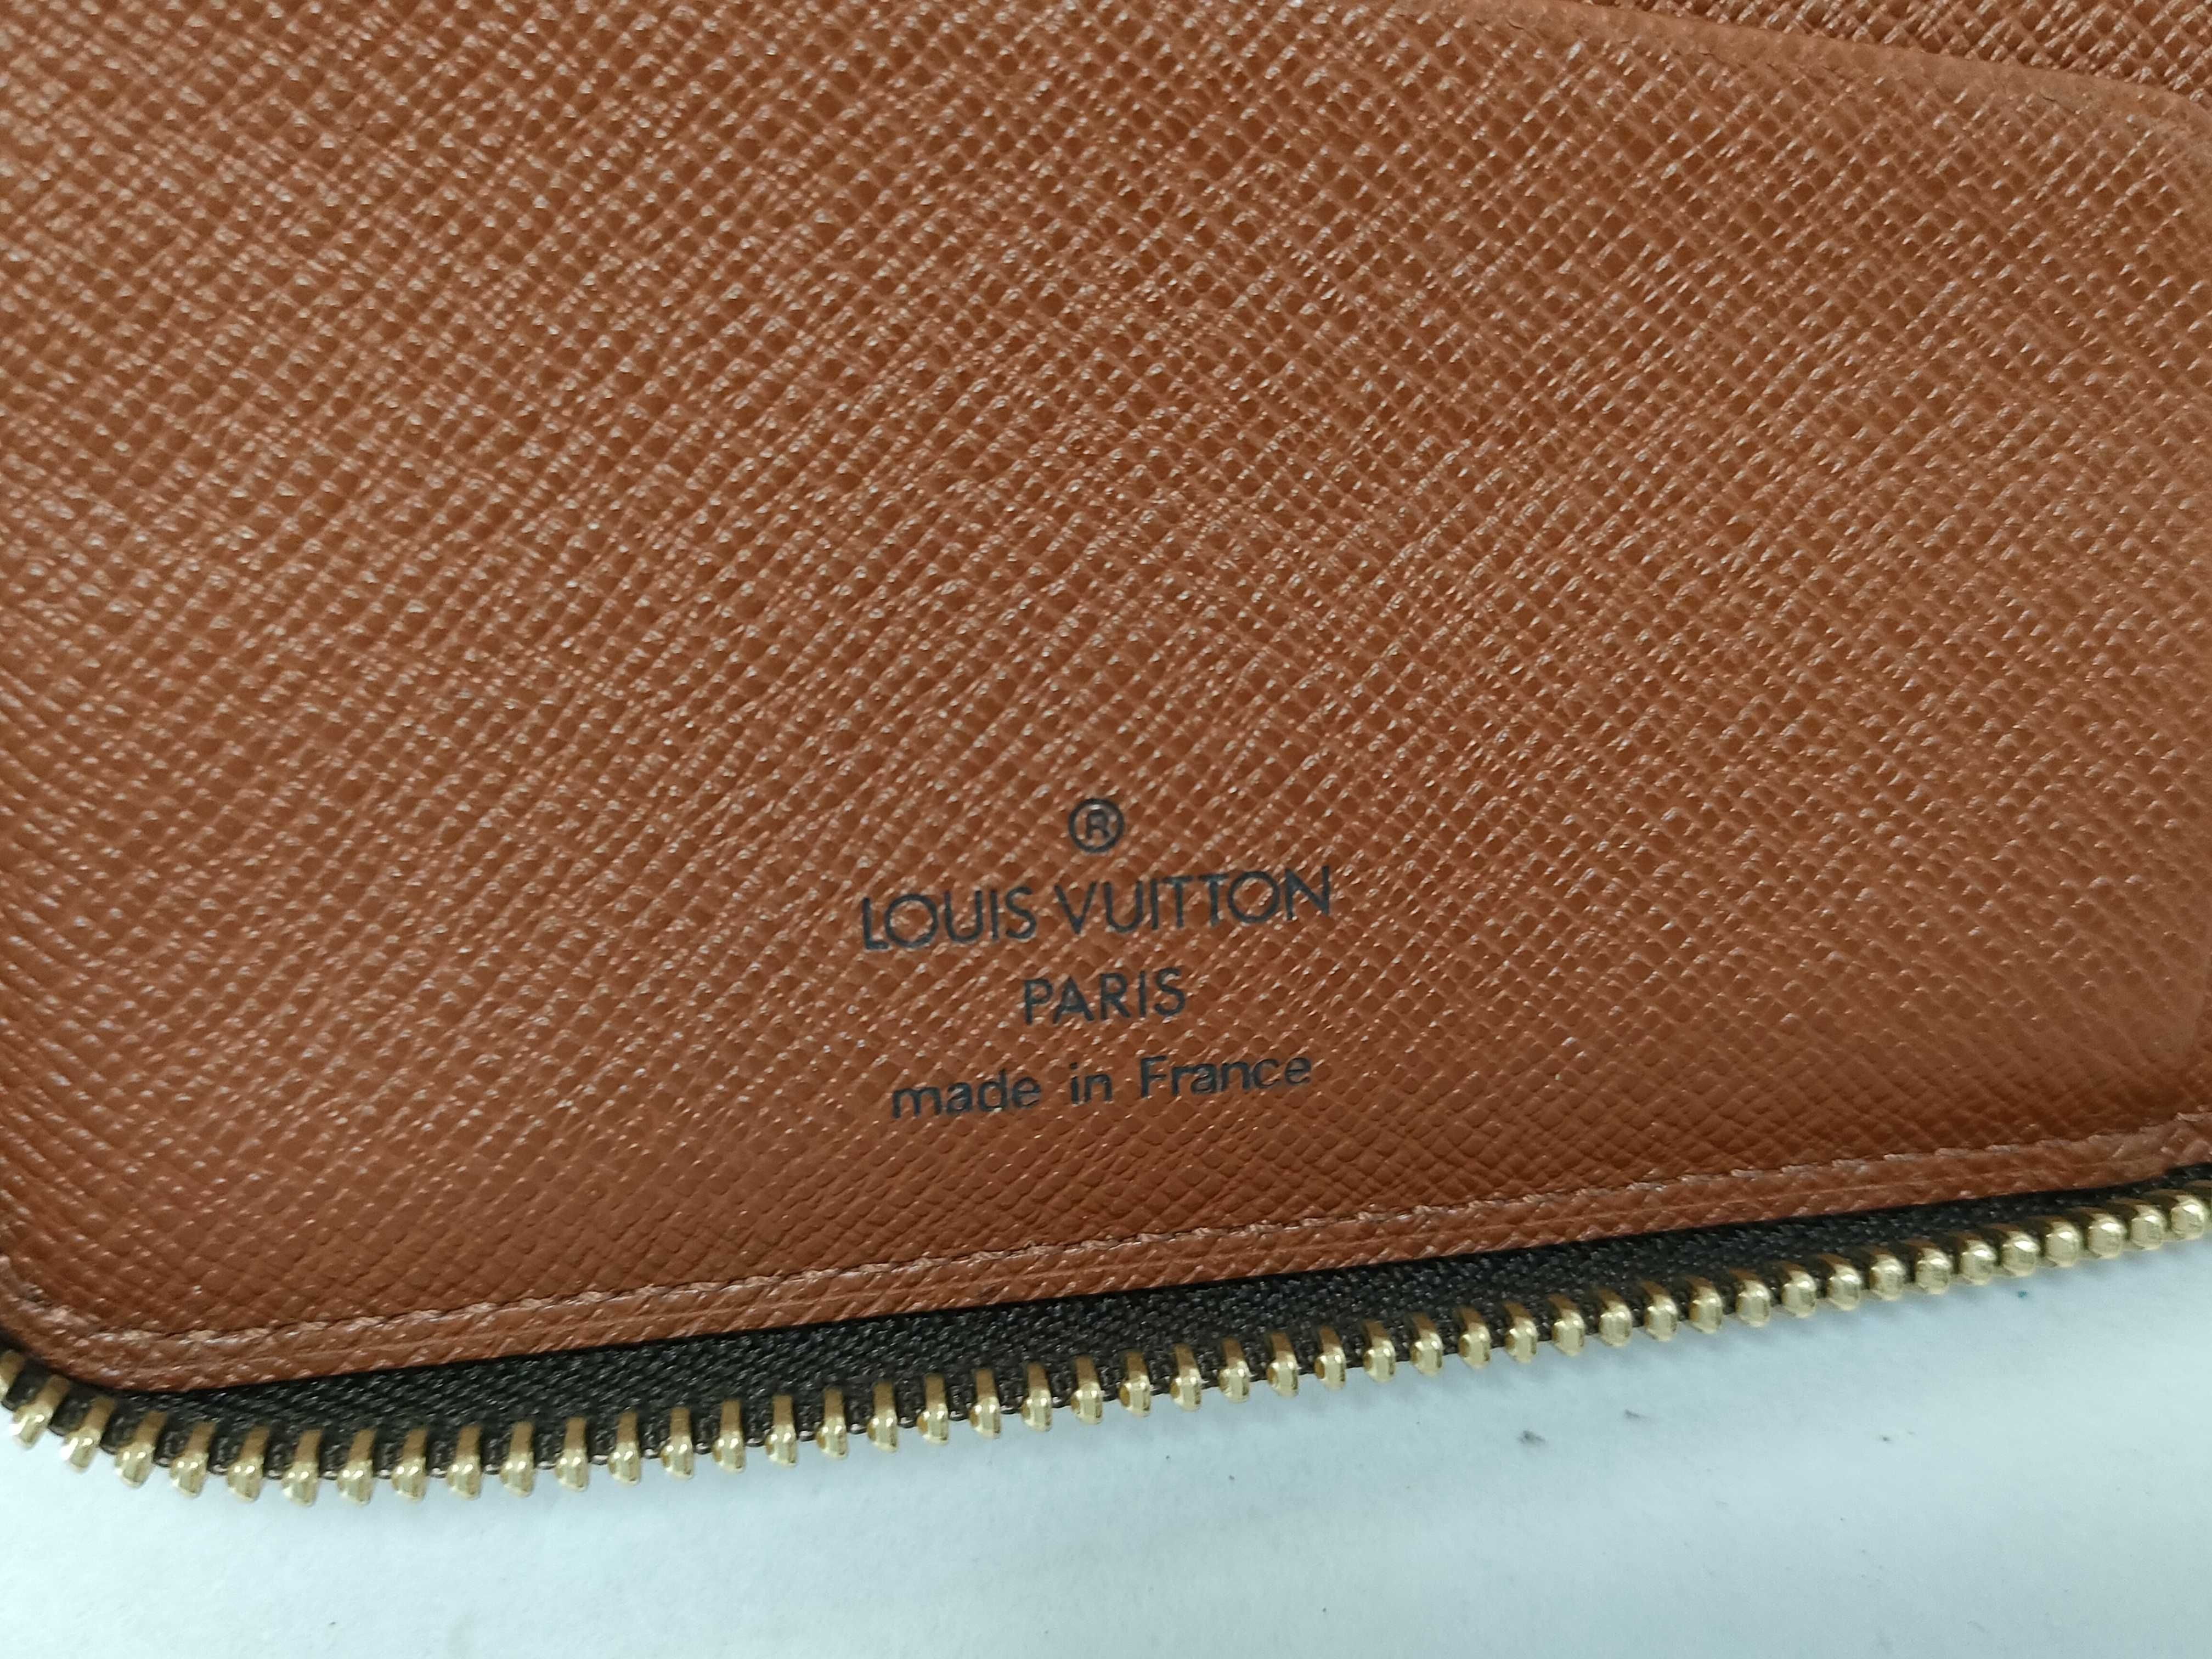 ®
LOUIS VUITTON
PARIS
made in France